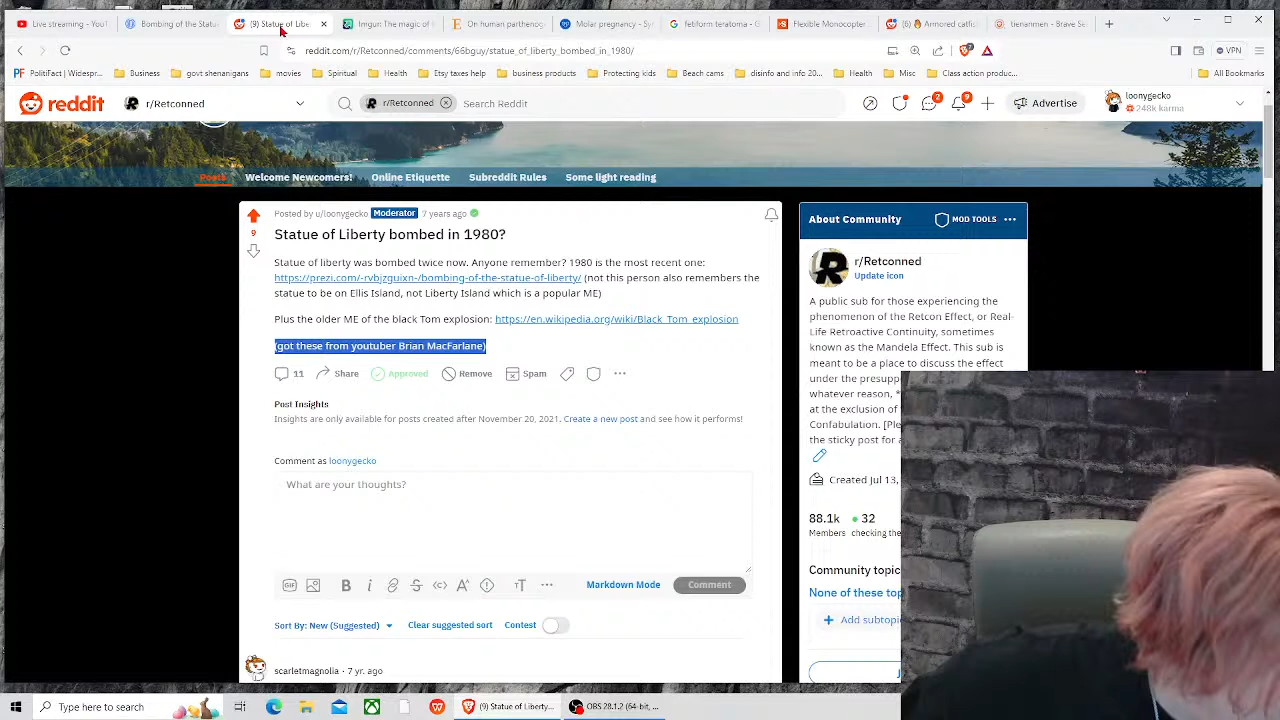 Live streaming - YouT
Bombing of the Statu
(9) Statue of Libe
Imgur: The magic of t
On human parthenog
Molar pregnancy - Sy
fetiform teratoma - G
Flexible Monocopter
(6) 🔥 Armored catfis
tienanmen - Brave Sea
reddit.com/r/Retconned/comments/66bguy/statue_of_liberty_bombed_in_1980/
7
VPN
PolitiFact | Widespr...
Business
govt shenanigans
movies
Spiritual
Health
Etsy taxes help
business products
Protecting kids
Beach cams
disinfo and info 20...
Health
Misc
Class action produc...
All Bookmarks
reddit
r/Retconned
r/Retconned
Search Reddit
2
9
Advertise
loonygecko
248k karma
Posts
Welcome Newcomers!
Online Etiquette
Subreddit Rules
Some light reading
Posted by u/loonygecko Moderator 7 years ago
9
Statue of Liberty bombed in 1980?
Statue of liberty was bombed twice now. Anyone remember? 1980 is the most recent one:
https://prezi.com/-rvbjzguixn-/bombing-of-the-statue-of-liberty/ (not this person also remembers the
statue to be on Ellis Island, not Liberty Island which is a popular ME)
Plus the older ME of the black Tom explosion: https://en.wikipedia.org/wiki/Black_Tom_explosion
(got these from youtuber Brian MacFarlane)
11
Share
Approved
Remove
Spam
Post Insights
Insights are only available for posts created after November 20, 2021. Create a new post and see how it performs!
Comment as loonygecko
What are your thoughts?
GIF
Markdown Mode
Comment
Sort By: New (Suggested)
Clear suggested sort
Contest
scarletmagnolia · 7 yr. ago
About Community
MOD TOOLS
r/Retconned
Update icon
A public sub for those experiencing the
phenomenon of the Retcon Effect, or Real-
Life Retroactive Continuity, sometimes
known as the Mandela Effect. This sub is
meant to be a place to discuss the effect
under the presupp
whatever reason, *
at the exclusion of
Confabulation. [Plea
the sticky post for a
Created Jul 13,
88.1k
32
Members
checking the
Community topic
None of these top
Add subtopi
J
Type here to search
(9) Statue of Liberty...
OBS 28.1.2 (64-bit, ...